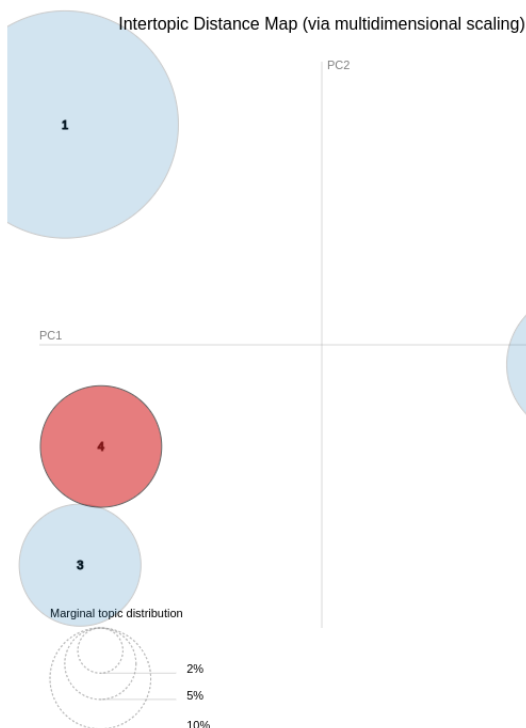 Intertopic Distance Map (via multidimensional scaling)
PC2
1
PC1
4
3
Marginal topic distribution
2%
5%
10%